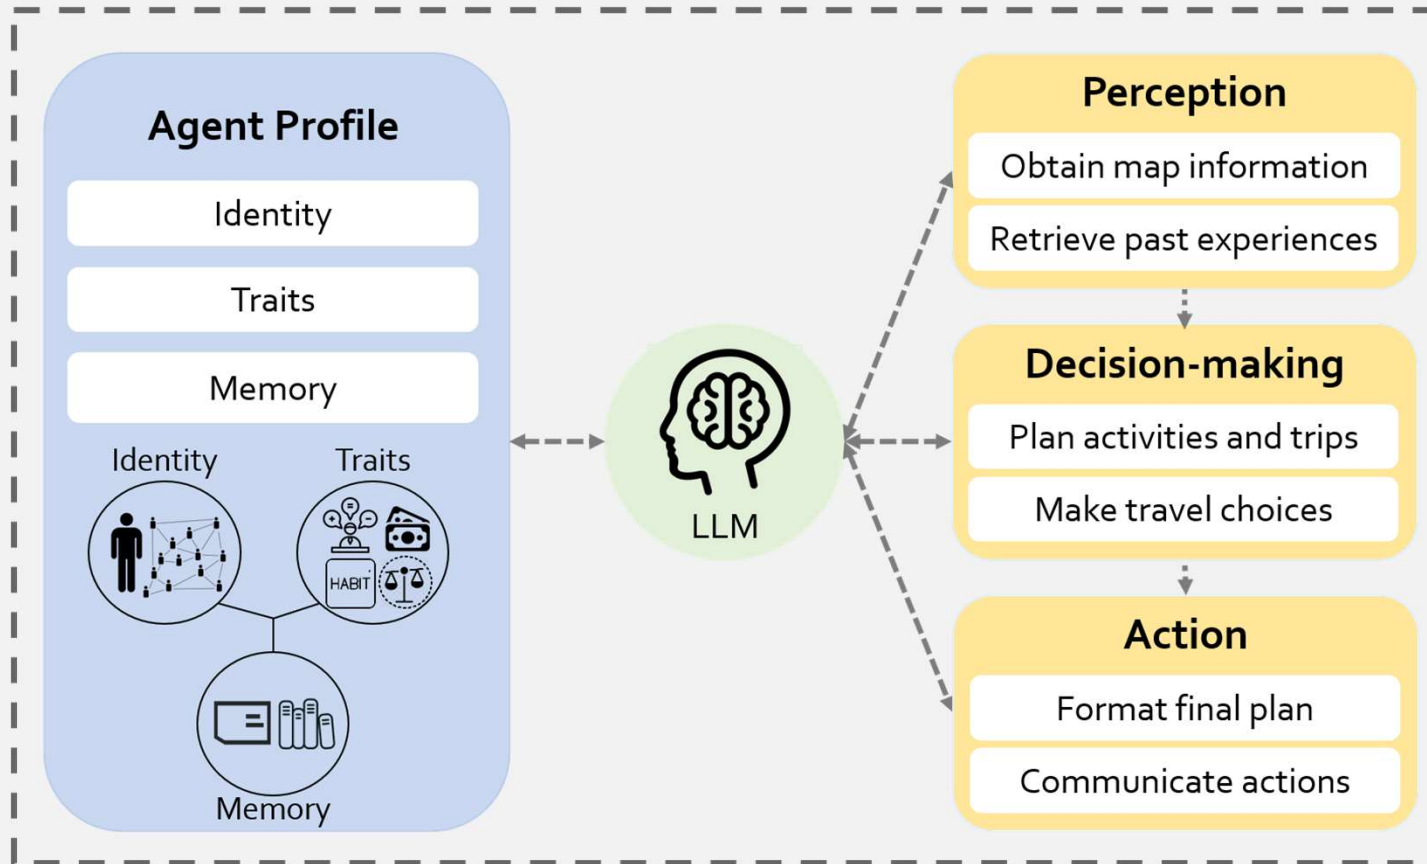 Agent Profile
Identity
Traits
Memory
Identity
Traits
HABIT
Memory
LLM
Perception
Obtain map information
Retrieve past experiences
Decision-making
Plan activities and trips
Make travel choices
Action
Format final plan
Communicate actions